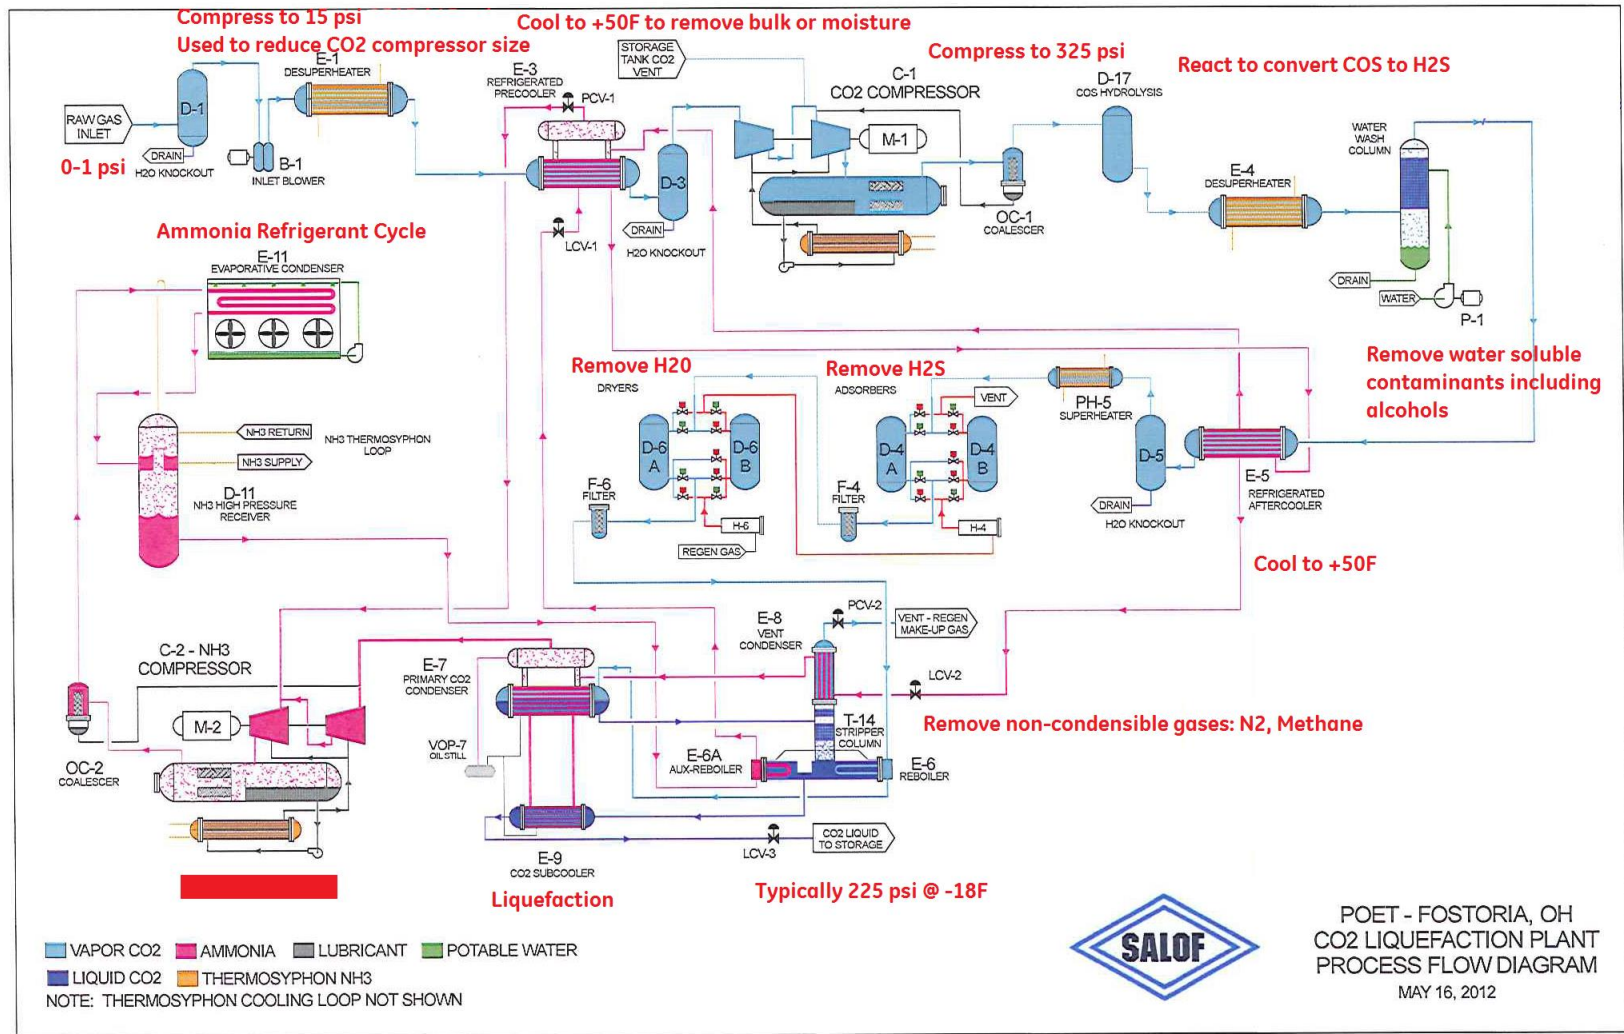 Compress to 15 psi
Used to reduce CO2 compressor size
Cool to +50F to remove bulk or moisture
Compress to 325 psi
React to convert COS to H2S
E-1
DESUPERHEATER
E-3
REFRIGERATED
PRECOOLER
PCV-1
STORAGE
TANK CO2
VENT
C-1
CO2 COMPRESSOR
D-17
COS HYDROLYSIS
RAW GAS
INLET
D-1
0-1 psi
DRAIN
H2O KNOCKOUT
B-1
INLET BLOWER
D-3
M-1
WATER
WASH
COLUMN
E-4
DESUPERHEATER
OC-1
COALESCER
LCV-1
DRAIN
H2O KNOCKOUT
DRAIN
WATER
P-1
Ammonia Refrigerant Cycle
E-11
EVAPORATIVE CONDENSER
Remove H20
DRYERS
Remove H2S
ADSORBERS
VENT
PH-5
SUPERHEATER
Remove water soluble
contaminants including
alcohols
NH3 RETURN
NH3 SUPPLY
NH3 THERMOSYPHON
LOOP
D-11
NH3 HIGH PRESSURE
RECEIVER
D-6
A
D-6
B
D-4
A
D-4
B
D-5
E-5
REFRIGERATED
AFTERCOOLER
F-6
FILTER
F-4
FILTER
H-6
H-4
REGEN GAS
DRAIN
H2O KNOCKOUT
Cool to +50F
C-2 - NH3
COMPRESSOR
E-7
PRIMARY CO2
CONDENSER
E-8
VENT
CONDENSER
PCV-2
VENT - REGEN
MAKE-UP GAS
LCV-2
M-2
OC-2
COALESCER
VOP-7
OIL STILL
T-14
STRIPPER
COLUMN
Remove non-condensible gases: N2, Methane
E-6A
AUX-REBOILER
E-6
REBOILER
E-9
CO2 SUBCOOLER
LCV-3
CO2 LIQUID
TO STORAGE
Liquefaction
Typically 225 psi @ -18F
VAPOR CO2
AMMONIA
LUBRICANT
POTABLE WATER
LIQUID CO2
THERMOSYPHON NH3
NOTE: THERMOSYPHON COOLING LOOP NOT SHOWN
SALOF
POET - FOSTORIA, OH
CO2 LIQUEFACTION PLANT
PROCESS FLOW DIAGRAM
MAY 16, 2012